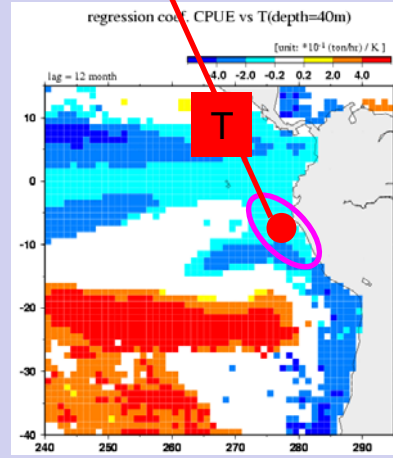 regression coef. CPUE vs T(depth=40m)
[unit: *10⁻¹ (ton/hr) / K ]
-4.0 -2.0 -0.2 0.2 2.0 4.0
lag = 12 month
T
10
0
-10
-20
-30
-40
240 250 260 270 280 290